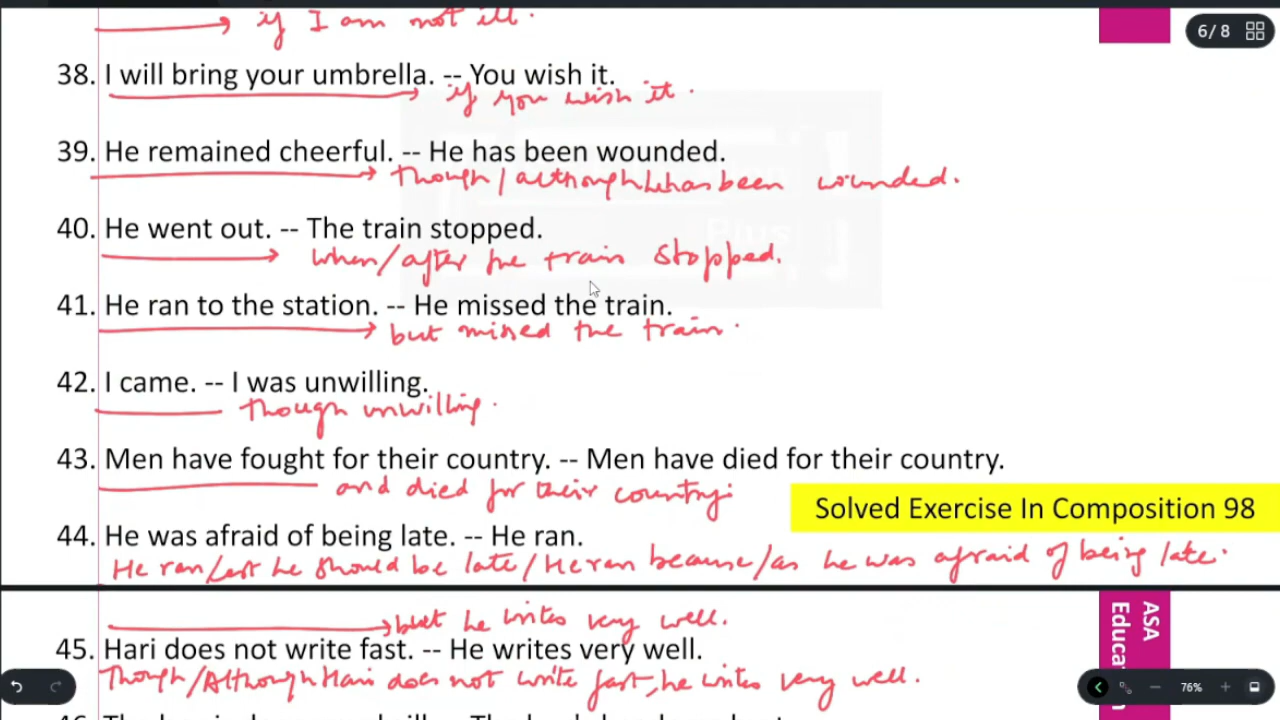 if I am not ill.
6/8
38. I will bring your umbrella. -- You wish it.
if you wish it.
39. He remained cheerful. -- He has been wounded.
though/although he has been wounded.
40. He went out. -- The train stopped.
when/after the train stopped.
41. He ran to the station. -- He missed the train.
but missed the train.
42. I came. -- I was unwilling.
though unwilling.
43. Men have fought for their country. -- Men have died for their country.
and died for their country.
Solved Exercise In Composition 98
44. He was afraid of being late. -- He ran.
He ran lest he should be late/He ran because/as he was afraid of being late.
but he writes very well.
45. Hari does not write fast. -- He writes very well.
Though/Although Hari does not write fast, he writes very well.
ASA
Educat
76%